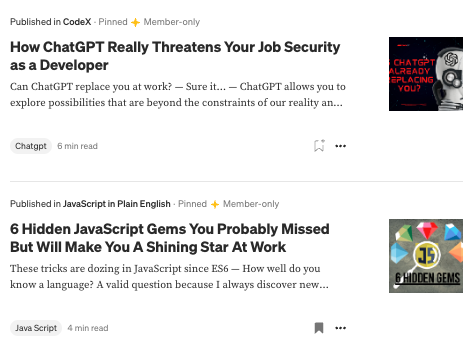 Published in CodeX · Pinned Member-only
How ChatGPT Really Threatens Your Job Security
as a Developer
Can ChatGPT replace you at work? — Sure it… — ChatGPT allows you to
explore possibilities that are beyond the constraints of our reality an…
CHATGPT
ALREADY
REPLACING
YOU?
Chatgpt 6 min read
Published in JavaScript in Plain English · Pinned Member-only
6 Hidden JavaScript Gems You Probably Missed
But Will Make You A Shining Star At Work
These tricks are dozing in JavaScript since ES6 — How well do you
know a language? A valid question because I always discover new…
JS
6 HIDDEN GEMS
Java Script 4 min read